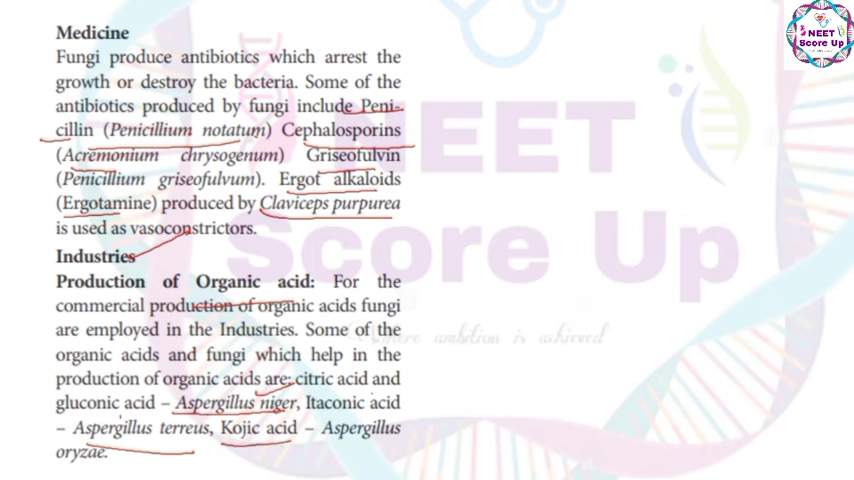 Medicine
Fungi produce antibiotics which arrest the
growth or destroy the bacteria. Some of the
antibiotics produced by fungi include Peni-
cillin (Penicillium notatum) Cephalosporins
(Acremonium chrysogenum) Griseofulvin
(Penicillium griseofulvum). Ergot alkaloids
(Ergotamine) produced by Claviceps purpurea
is used as vasoconstrictors.
Industries
Production of Organic acid: For the
commercial production of organic acids fungi
are employed in the Industries. Some of the
organic acids and fungi which help in the
production of organic acids are: citric acid and
gluconic acid – Aspergillus niger, Itaconic acid
– Aspergillus terreus, Kojic acid – Aspergillus
oryzae.
NEET
Score Up
Where ambition is achieved
NEET
Score Up